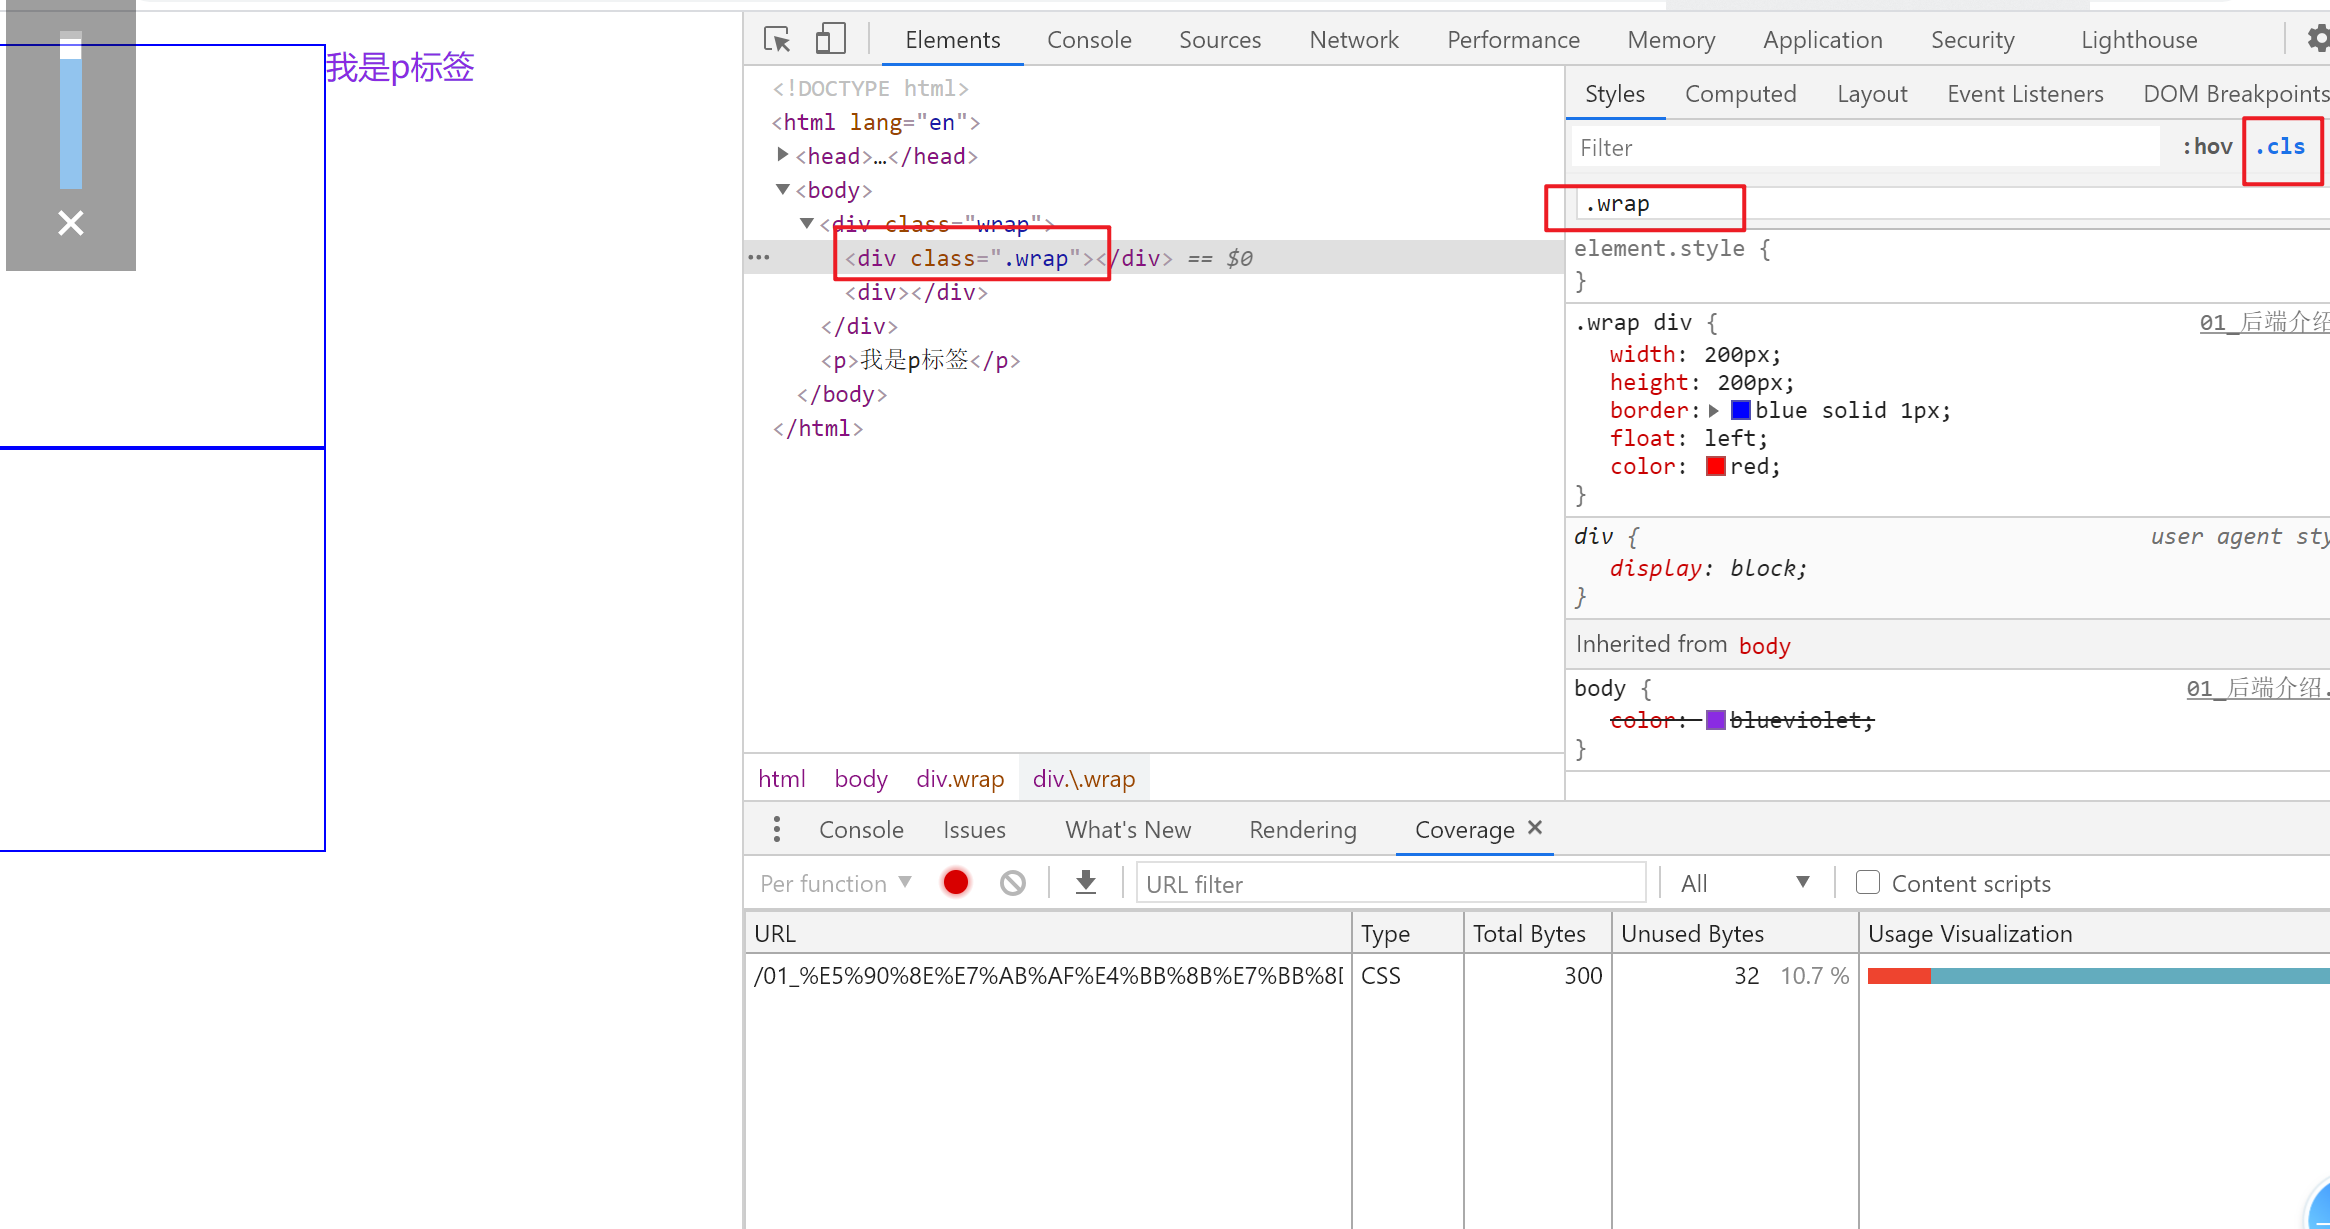 我是p标签
Elements Console Sources Network Performance Memory Application Security Lighthouse
<!DOCTYPE html>
<html lang="en">
<head>…</head>
<body>
<div class="wrap">
<div class=".wrap"></div> == $0
<div></div>
</div>
<p>我是p标签</p>
</body>
</html>
html body div.wrap div.\.wrap
Styles Computed Layout Event Listeners DOM Breakpoints
Filter :hov .cls
.wrap
element.style {
}
.wrap div { 01_后端介绍
width: 200px;
height: 200px;
border: blue solid 1px;
float: left;
color: red;
}
div { user agent sty
display: block;
}
Inherited from body
body { 01_后端介绍.
color: blueviolet;
}
Console Issues What's New Rendering Coverage
Per function URL filter All Content scripts
URL Type Total Bytes Unused Bytes Usage Visualization
/01_%E5%90%8E%E7%AB%AF%E4%BB%8B%E7%BB%8D CSS 300 32 10.7 %